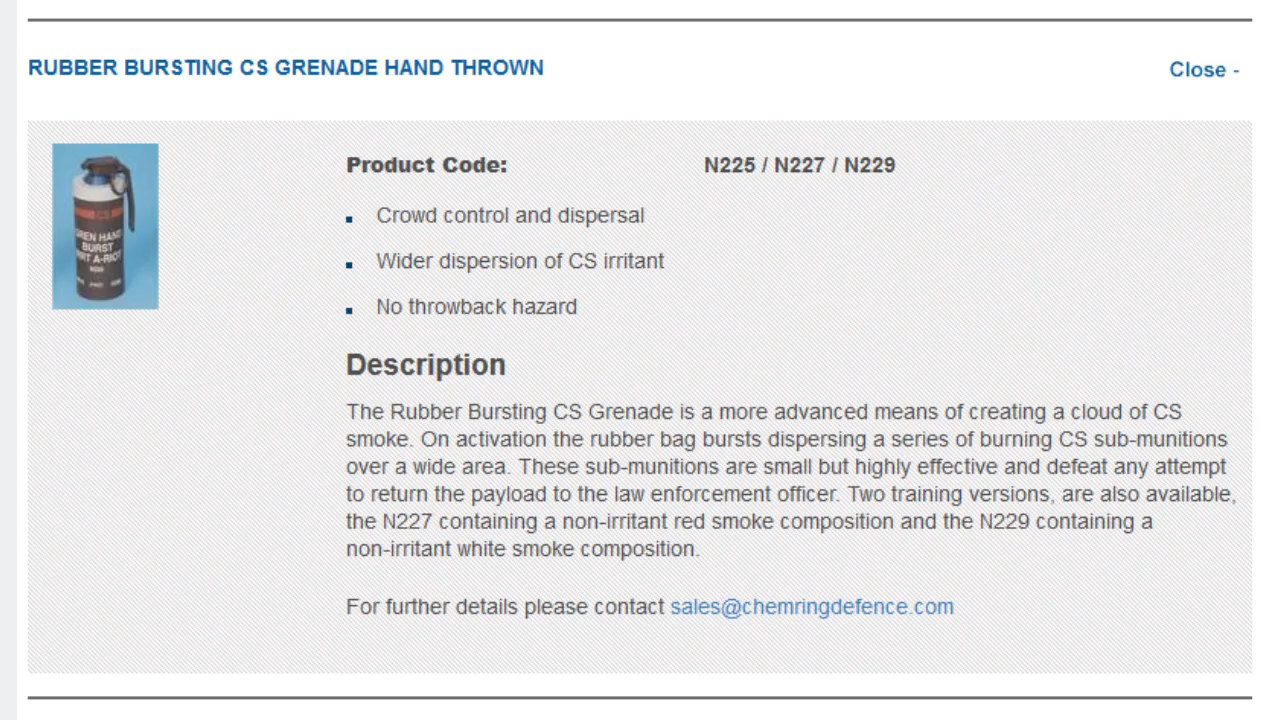 RUBBER BURSTING CS GRENADE HAND THROWN
Close -
Product Code: N225 / N227 / N229
Crowd control and dispersal
Wider dispersion of CS irritant
No throwback hazard
CS
BURST
Description
The Rubber Bursting CS Grenade is a more advanced means of creating a cloud of CS
smoke. On activation the rubber bag bursts dispersing a series of burning CS sub-munitions
over a wide area. These sub-munitions are small but highly effective and defeat any attempt
to return the payload to the law enforcement officer. Two training versions, are also available,
the N227 containing a non-irritant red smoke composition and the N229 containing a
non-irritant white smoke composition.
For further details please contact sales@chemringdefence.com